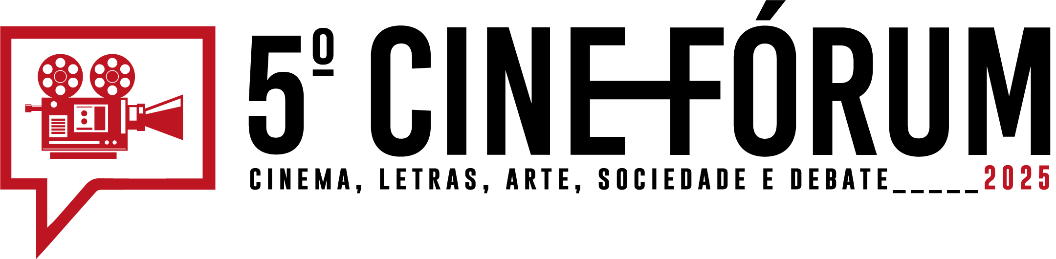 5º CINE-FÓRUM
CINEMA, LETRAS, ARTE, SOCIEDADE E DEBATE_____2025